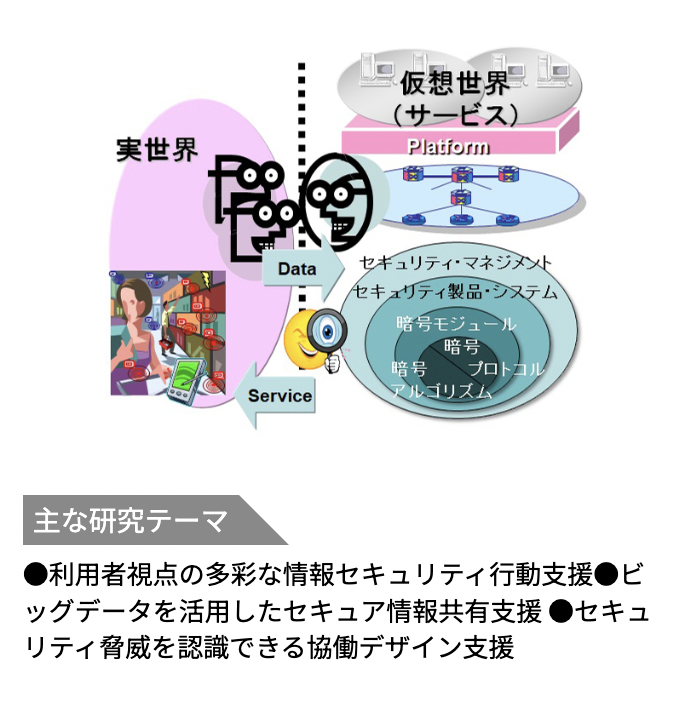 仮想世界
（サービス）
Platform
実世界
Data
セキュリティ・マネジメント
セキュリティ製品・システム
暗号モジュール
暗号
暗号 プロトコル
アルゴリズム
Service
主な研究テーマ
●利用者視点の多彩な情報セキュリティ行動支援●ビ
ッグデータを活用したセキュア情報共有支援 ●セキュ
リティ脅威を認識できる協働デザイン支援